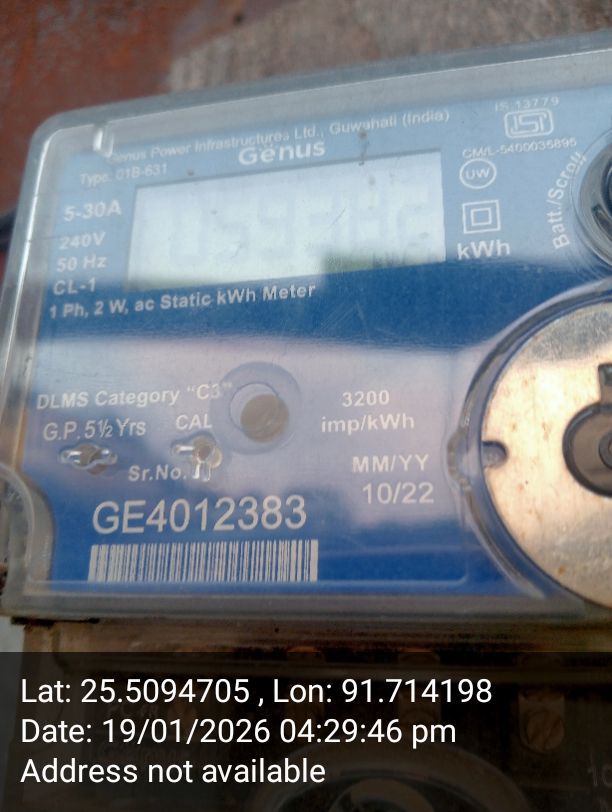 IS 13779
Genus Power Infrastructures Ltd., Guwahati (India)
Genus
CM/L-5400035895
Type: 01B-631
UW
5-30A
Batt./Scroll
240V
kWh
50 Hz
CL-1
1 Ph, 2 W, ac Static kWh Meter
DLMS Category "C3"
3200
imp/kWh
G.P. 5½ Yrs
CAL
Sr.No.
MM/YY
10/22
GE4012383
Lat: 25.5094705 , Lon: 91.714198
Date: 19/01/2026 04:29:46 pm
Address not available